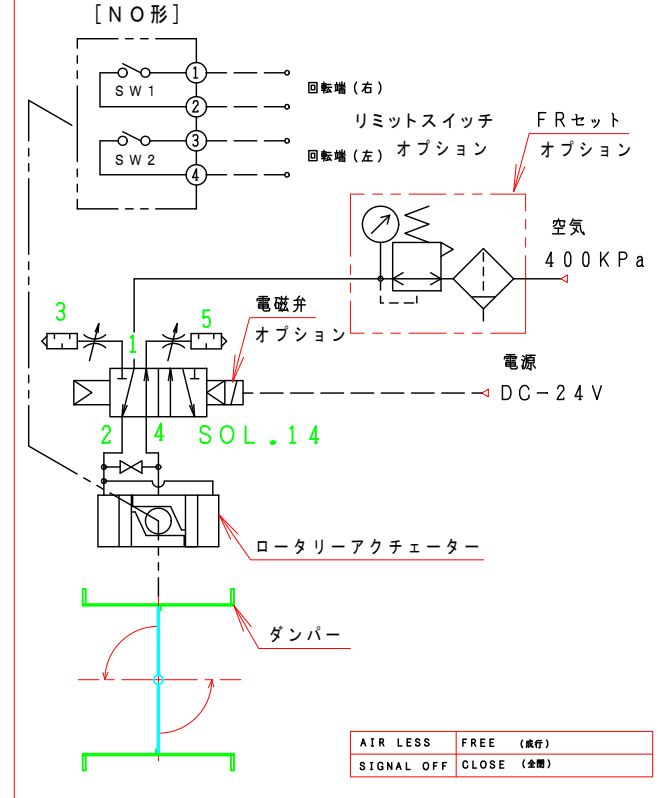 [NO形]
1
SW1
2
回転端(右)
リミットスイッチ
オプション
3
SW2
4
回転端(左)
FRセット
オプション
空気
400KPa
電磁弁
オプション
3
1
5
電源
DC-24V
2
4
SOL.14
ロータリーアクチェーター
ダンパー
AIR LESS FREE (成行)
SIGNAL OFF CLOSE (全閉)